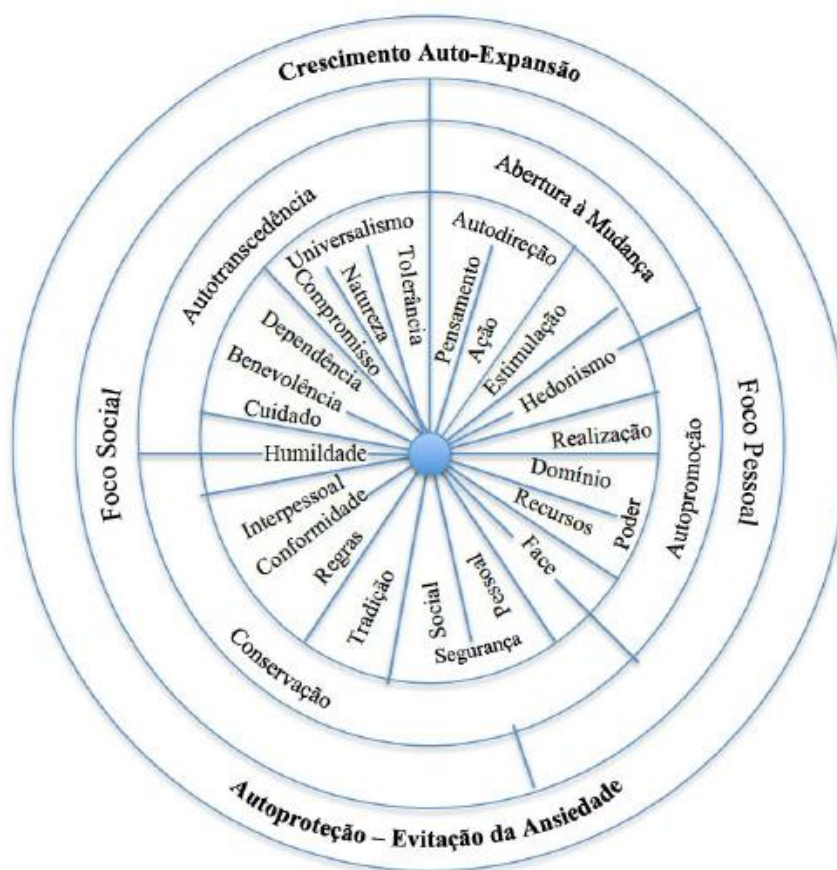 Crescimento Auto-Expansão
Foco Social
Foco Pessoal
Autoproteção – Evitação da Ansiedade
Autotranscedência
Abertura à Mudança
Autopromoção
Conservação
Universalismo
Tolerância
Natureza
Compromisso
Dependência
Benevolência
Cuidado
Humildade
Interpessoal
Conformidade
Regras
Tradição
Social
Segurança
Pessoal
Face
Poder
Recursos
Domínio
Realização
Hedonismo
Estimulação
Autodireção
Ação
Pensamento